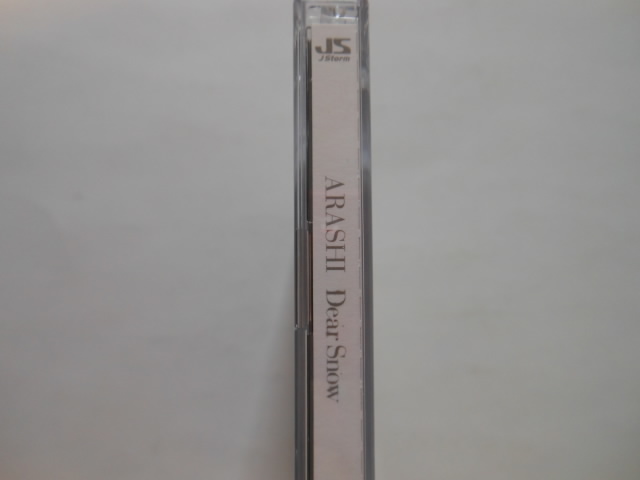 JS
J Storm
ARASHI Dear Snow